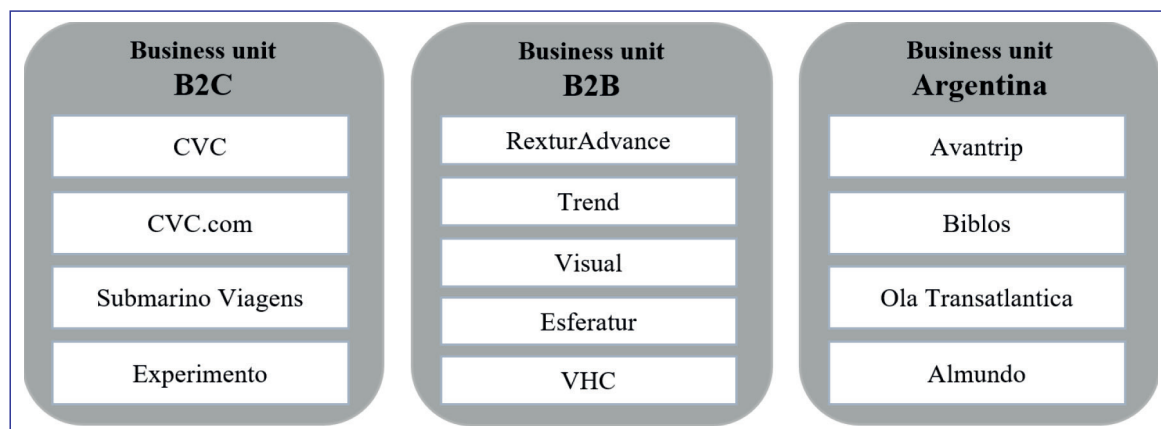 Business unit
B2C
CVC
CVC.com
Submarino Viagens
Experimento
Business unit
B2B
RexturAdvance
Trend
Visual
Esferatur
VHC
Business unit
Argentina
Avantrip
Biblos
Ola Transatlantica
Almundo